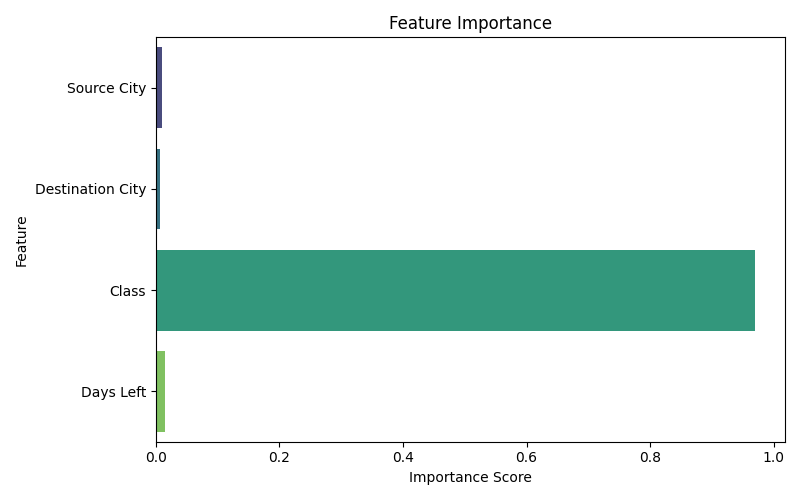 Feature Importance
Source City
Destination City
Class
Days Left
Feature
0.0 0.2 0.4 0.6 0.8 1.0
Importance Score